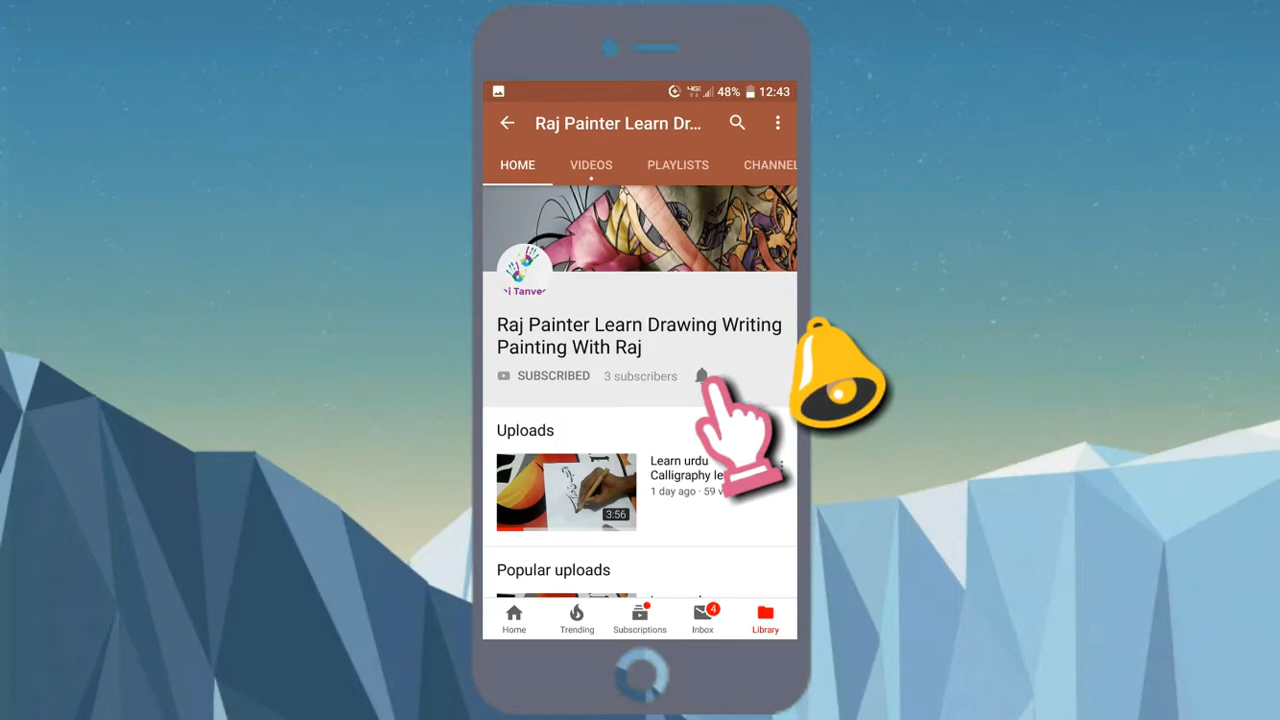 48% 12:43
Raj Painter Learn Dr...
HOME VIDEOS PLAYLISTS CHANNEL
Raj Painter Learn Drawing Writing
Painting With Raj
SUBSCRIBED 3 subscribers
Uploads
Learn urdu
Calligraphy le
1 day ago · 59 v
3:56
Popular uploads
4
Home Trending Subscriptions Inbox Library